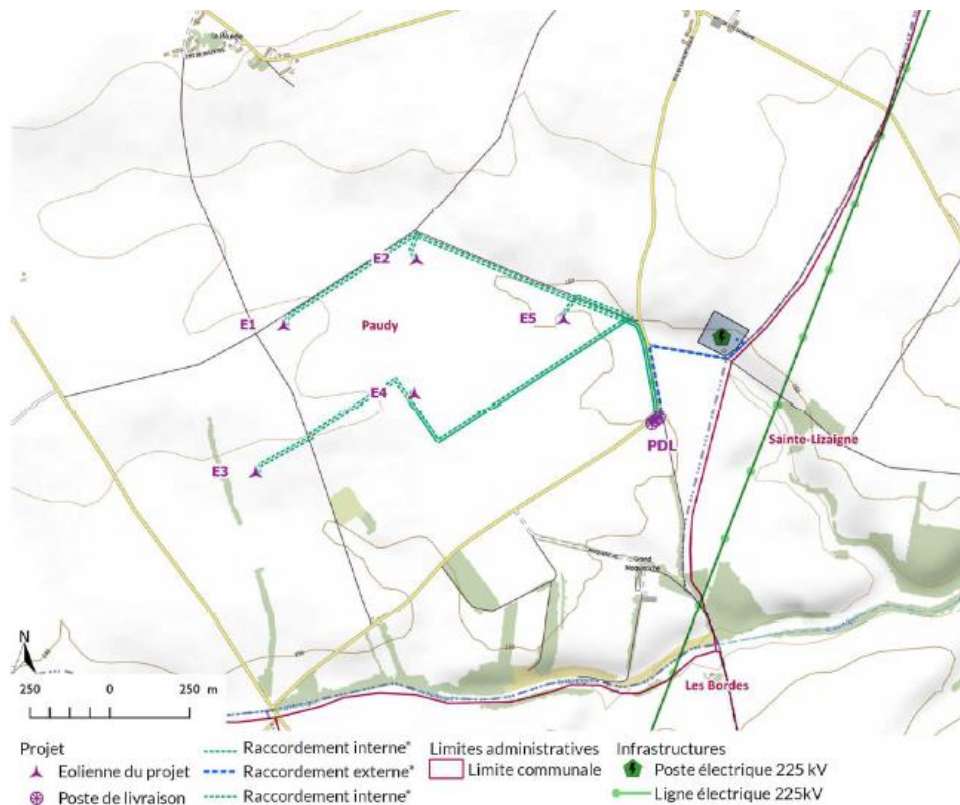 E2
E1
Paudy
E5
E4
E3
PDL
Sainte-Lizaigne
Grand
Les Bordes
N
250 0 250 m
Projet
Eolienne du projet
Poste de livraison
Raccordement interne*
Raccordement externe*
Raccordement interne*
Limites administratives
Limite communale
Infrastructures
Poste électrique 225 kV
Ligne électrique 225kV